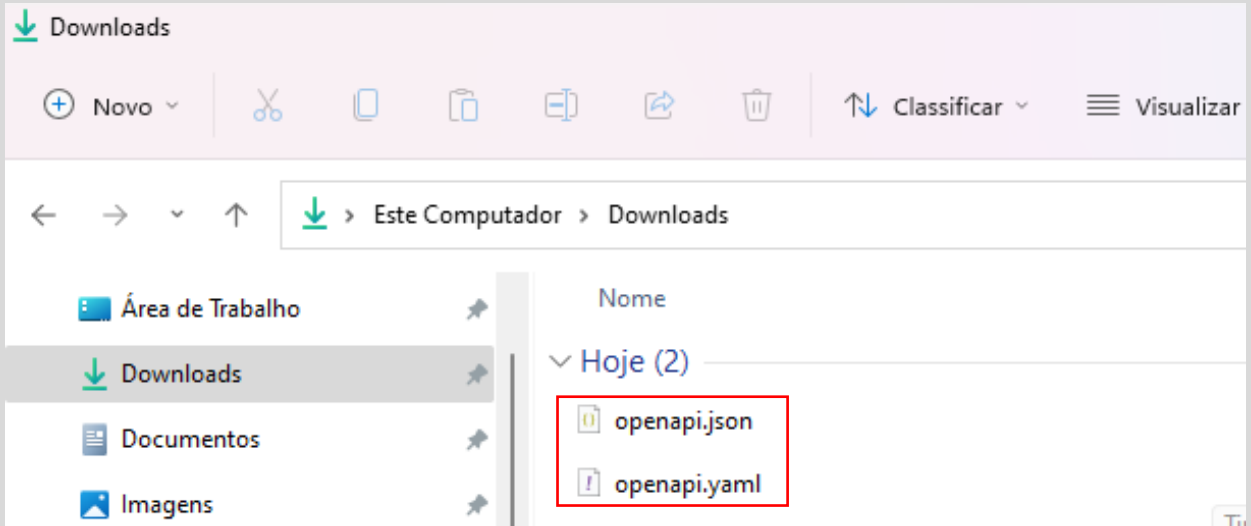 Downloads
Novo
Classificar
Visualizar
Este Computador > Downloads
Nome
Área de Trabalho
Hoje (2)
Downloads
openapi.json
Documentos
openapi.yaml
Imagens